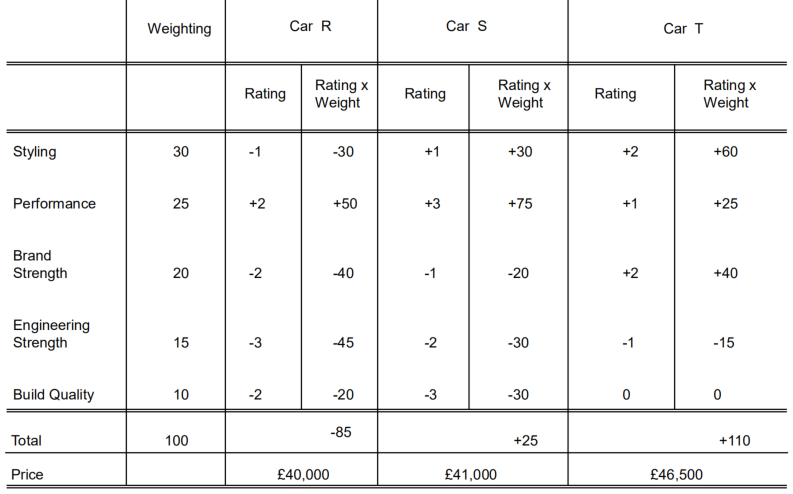 Weighting Car R Car S Car T
Rating Rating x Weight Rating Rating x Weight Rating Rating x Weight
Styling 30 -1 -30 +1 +30 +2 +60
Performance 25 +2 +50 +3 +75 +1 +25
Brand
Strength 20 -2 -40 -1 -20 +2 +40
Engineering
Strength 15 -3 -45 -2 -30 -1 -15
Build Quality 10 -2 -20 -3 -30 0 0
Total 100 -85 +25 +110
Price £40,000 £41,000 £46,500